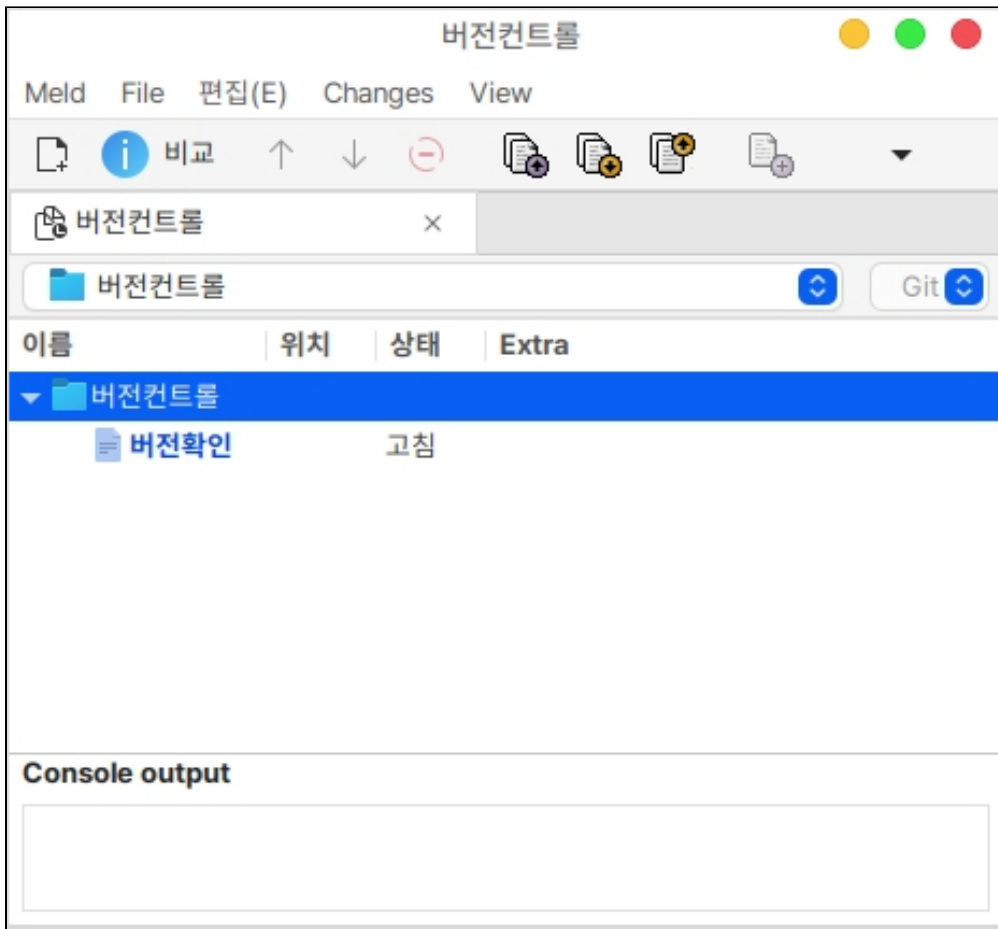 버전컨트롤
Meld File 편집(E) Changes View
비교
버전컨트롤
버전컨트롤 Git
이름 위치 상태 Extra
버전컨트롤
버전확인 고침
Console output